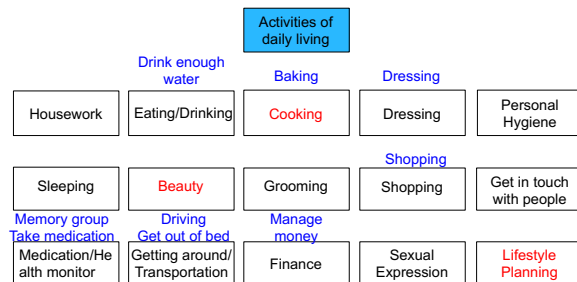 Activities of
daily living
Drink enough
water
Baking
Dressing
Housework
Eating/Drinking
Cooking
Dressing
Personal
Hygiene
Shopping
Sleeping
Beauty
Grooming
Shopping
Get in touch
with people
Memory group
Take medication
Driving
Get out of bed
Manage
money
Medication/He
alth monitor
Getting around/
Transportation
Finance
Sexual
Expression
Lifestyle
Planning